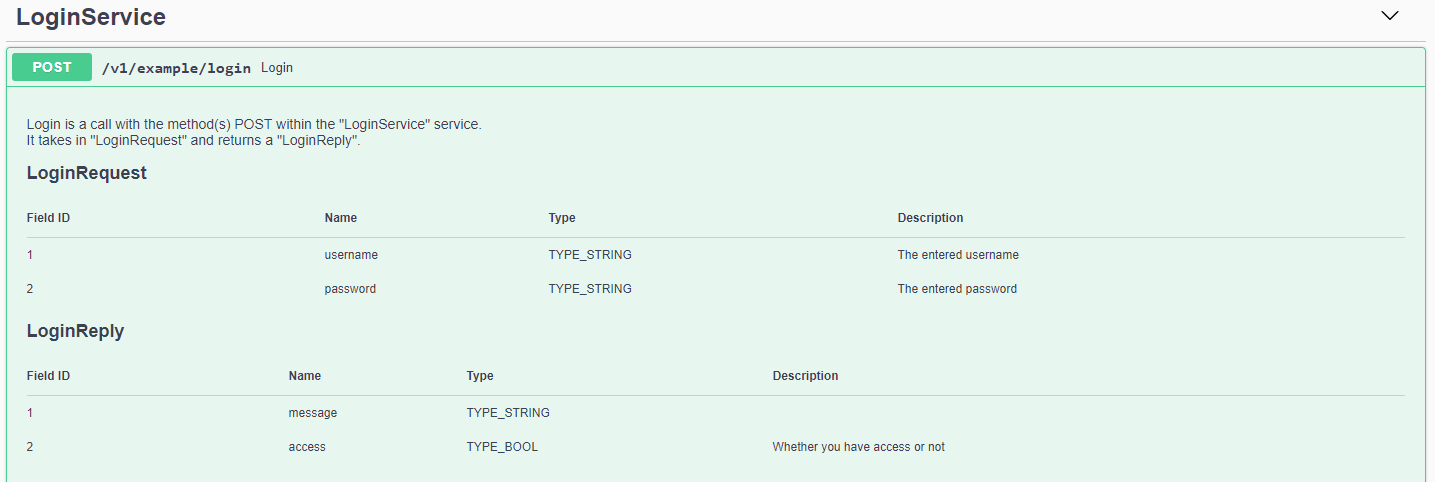 LoginService
POST /v1/example/login Login
Login is a call with the method(s) POST within the "LoginService" service.
It takes in "LoginRequest" and returns a "LoginReply".
LoginRequest
Field ID Name Type Description
1 username TYPE_STRING The entered username
2 password TYPE_STRING The entered password
LoginReply
Field ID Name Type Description
1 message TYPE_STRING
2 access TYPE_BOOL Whether you have access or not